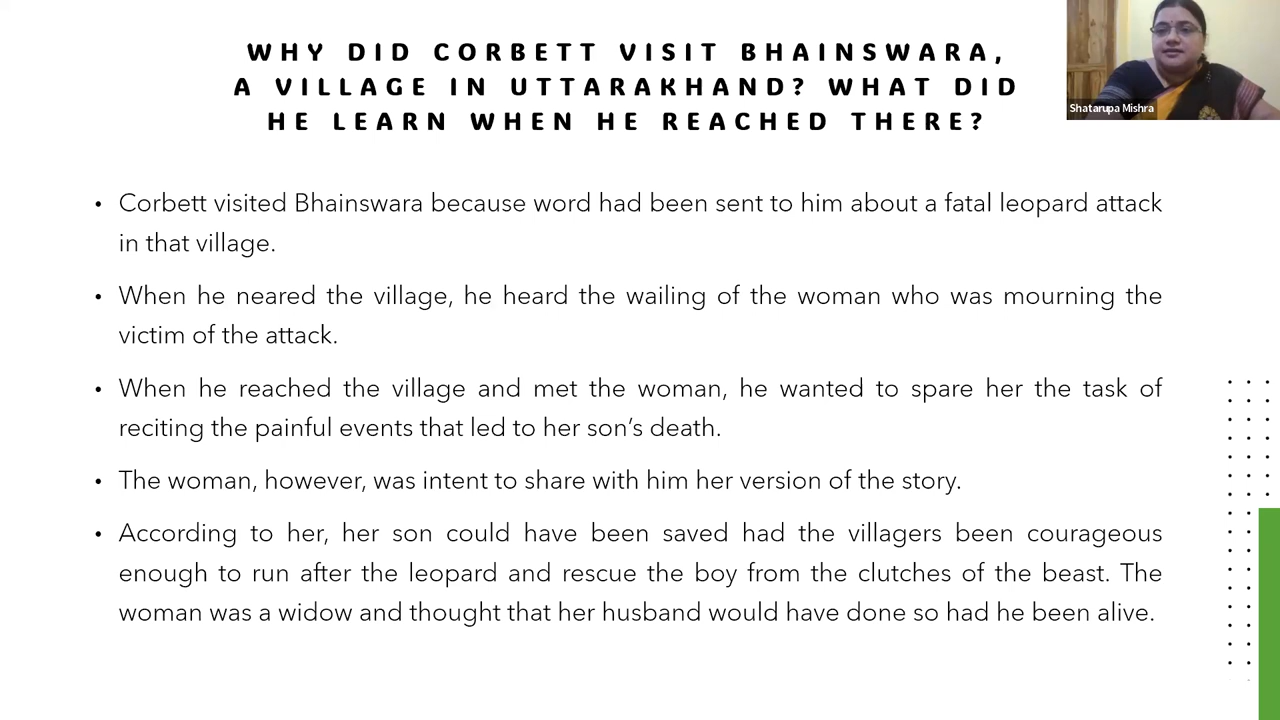 WHY DID CORBETT VISIT BHAINSWARA,
A VILLAGE IN UTTARAKHAND? WHAT DID
HE LEARN WHEN HE REACHED THERE?
Shatarupa Mishra
• Corbett visited Bhainswara because word had been sent to him about a fatal leopard attack
in that village.
• When he neared the village, he heard the wailing of the woman who was mourning the
victim of the attack.
• When he reached the village and met the woman, he wanted to spare her the task of
reciting the painful events that led to her son’s death.
• The woman, however, was intent to share with him her version of the story.
• According to her, her son could have been saved had the villagers been courageous
enough to run after the leopard and rescue the boy from the clutches of the beast. The
woman was a widow and thought that her husband would have done so had he been alive.